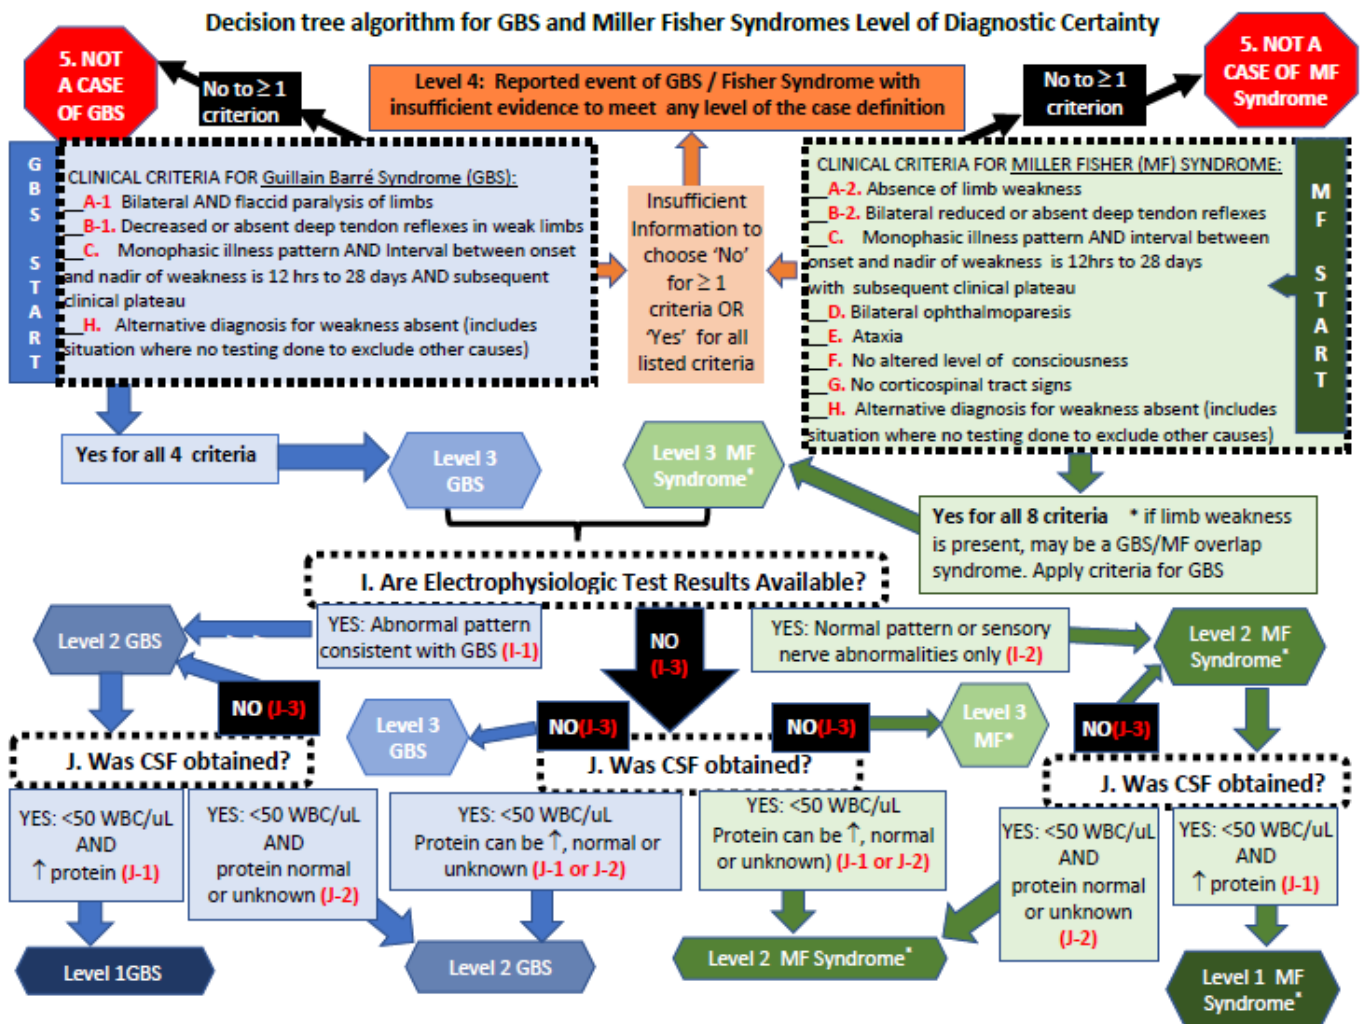 Decision tree algorithm for GBS and Miller Fisher Syndromes Level of Diagnostic Certainty
5. NOT
A CASE
OF GBS
No to ≥ 1
criterion
Level 4: Reported event of GBS / Fisher Syndrome with
insufficient evidence to meet any level of the case definition
No to ≥ 1
criterion
5. NOT A
CASE OF MF
Syndrome
G
B
S
S
T
A
R
T
CLINICAL CRITERIA FOR Guillain Barré Syndrome (GBS):
__A-1 Bilateral AND flaccid paralysis of limbs
__B-1. Decreased or absent deep tendon reflexes in weak limbs
__C. Monophasic illness pattern AND Interval between onset
and nadir of weakness is 12 hrs to 28 days AND subsequent
clinical plateau
__H. Alternative diagnosis for weakness absent (includes
situation where no testing done to exclude other causes)
Insufficient
Information to
choose ‘No’
for ≥ 1
criteria OR
‘Yes’ for all
listed criteria
CLINICAL CRITERIA FOR MILLER FISHER (MF) SYNDROME:
__A-2. Absence of limb weakness
__B-2. Bilateral reduced or absent deep tendon reflexes
__C. Monophasic illness pattern AND interval between
onset and nadir of weakness is 12hrs to 28 days
with subsequent clinical plateau
__D. Bilateral ophthalmoparesis
__E. Ataxia
__F. No altered level of consciousness
__G. No corticospinal tract signs
__H. Alternative diagnosis for weakness absent (includes
situation where no testing done to exclude other causes)
M
F
S
T
A
R
T
Yes for all 4 criteria
Level 3
GBS
Level 3 MF
Syndrome*
Yes for all 8 criteria * if limb weakness
is present, may be a GBS/MF overlap
syndrome. Apply criteria for GBS
I. Are Electrophysiologic Test Results Available?
Level 2 GBS
YES: Abnormal pattern
consistent with GBS (I-1)
NO
(I-3)
YES: Normal pattern or sensory
nerve abnormalities only (I-2)
Level 2 MF
Syndrome*
NO (J-3)
Level 3
GBS
NO(J-3)
NO(J-3)
Level 3
MF*
NO(J-3)
J. Was CSF obtained?
J. Was CSF obtained?
J. Was CSF obtained?
YES: <50 WBC/uL
AND
↑ protein (J-1)
YES: <50 WBC/uL
AND
protein normal
or unknown (J-2)
YES: <50 WBC/uL
Protein can be ↑, normal or
unknown (J-1 or J-2)
YES: <50 WBC/uL
Protein can be ↑, normal
or unknown) (J-1 or J-2)
YES: <50 WBC/uL
AND
protein normal
or unknown
(J-2)
YES: <50 WBC/uL
AND
↑ protein (J-1)
Level 1GBS
Level 2 GBS
Level 2 MF Syndrome*
Level 1 MF
Syndrome*